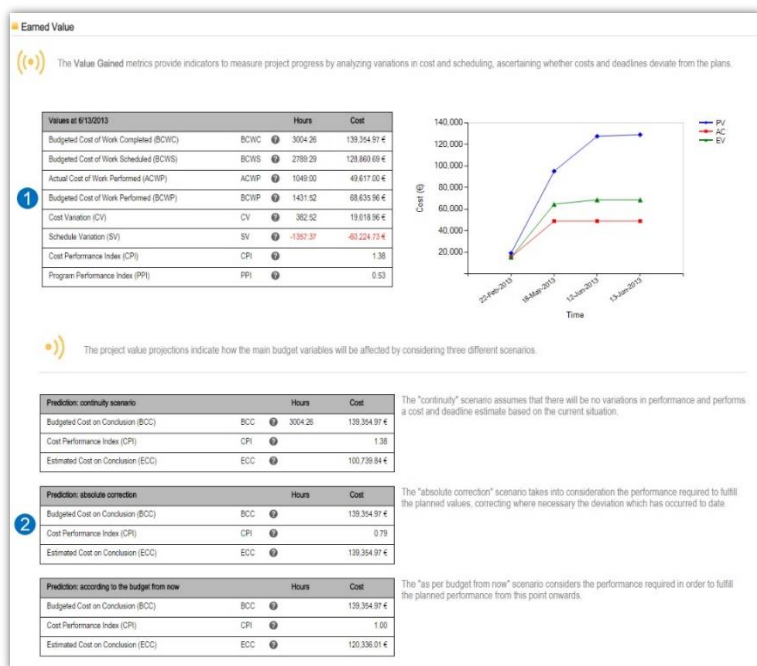 Earned Value
The Value Gained metrics provide indicators to measure project progress by analyzing variations in cost and scheduling, ascertaining whether costs and deadlines deviate from the plans.
Values at 6/13/2013 Hours Cost
Budgeted Cost of Work Completed (BCWC) BCWC ? 3004:26 139,354.97 €
Budgeted Cost of Work Scheduled (BCWS) BCWS ? 2789:29 128,860.69 €
Actual Cost of Work Performed (ACWP) ACWP ? 1049:00 49,617.00 €
Budgeted Cost of Work Performed (BCWP) BCWP ? 1431:52 68,635.96 €
Cost Variation (CV) CV ? 382:52 19,018.96 €
Schedule Variation (SV) SV ? -1357:37 -60,224.73 €
Cost Performance Index (CPI) CPI ? 1.38
Program Performance Index (PPI) PPI ? 0.53
1
140,000
120,000
100,000
80,000
60,000
40,000
20,000
Cost (€)
22-Feb-2013
12-Jun-2013
13-Jun-2013
Time
PV
AC
EV
The project value projections indicate how the main budget variables will be affected by considering three different scenarios.
Prediction: continuity scenario Hours Cost
Budgeted Cost on Conclusion (BCC) BCC ? 3004:26 139,354.97 €
Cost Performance Index (CPI) CPI ? 1.38
Estimated Cost on Conclusion (ECC) ECC ? 100,739.84 €
The "continuity" scenario assumes that there will be no variations in performance and performs
a cost and deadline estimate based on the current situation.
2
Prediction: absolute correction Hours Cost
Budgeted Cost on Conclusion (BCC) BCC ? 139,354.97 €
Cost Performance Index (CPI) CPI ? 0.79
Estimated Cost on Conclusion (ECC) ECC ? 139,354.97 €
The "absolute correction" scenario takes into consideration the performance required to fulfill
the planned values, correcting where necessary the deviation which has occurred to date
Prediction: according to the budget from now Hours Cost
Budgeted Cost on Conclusion (BCC) BCC ? 139,354.97 €
Cost Performance Index (CPI) CPI ? 1.00
Estimated Cost on Conclusion (ECC) ECC ? 120,336.01 €
The "as per budget from now" scenario considers the performance required in order to fulfill
the planned performance from this point onwards.